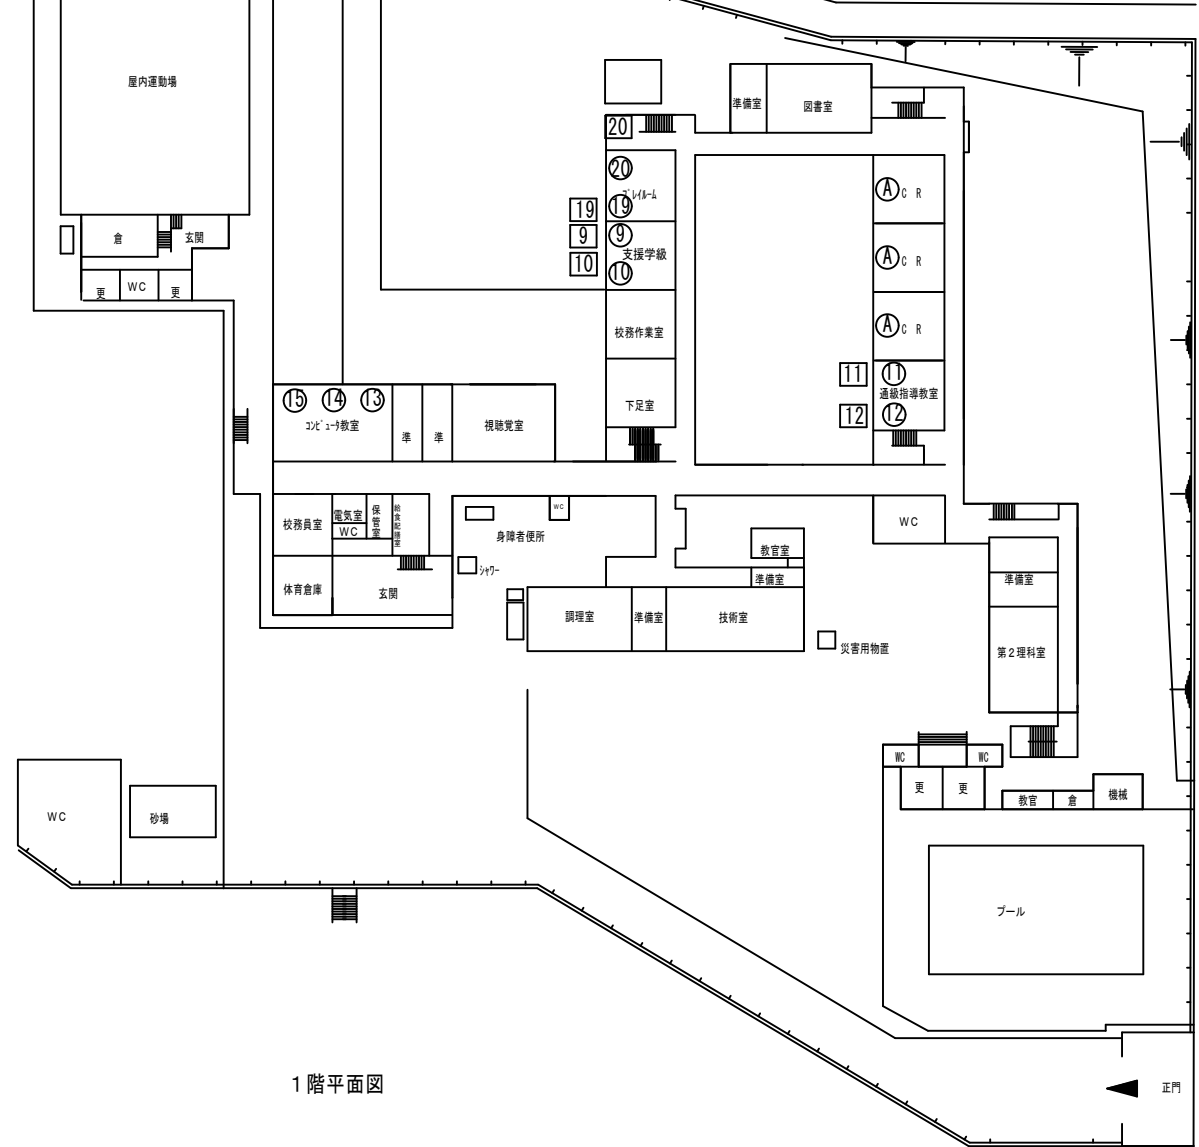 屋内運動場
準備室
図書室
20
20
プレイルーム
19
19
9
9
支援学級
10
10
A CR
A CR
A CR
倉
玄関
更
WC
更
校務作業室
下足室
11
11
通級指導教室
12
12
15
14
13
コンピュータ教室
準
準
視聴覚室
校務員室
電気室
WC
保管室
給食配膳室
WC
身障者便所
シャワー
体育倉庫
玄関
WC
教官室
準備室
調理室
準備室
技術室
災害用物置
準備室
第2理科室
WC
WC
更
更
教官
倉
機械
WC
砂場
プール
1階平面図
正門